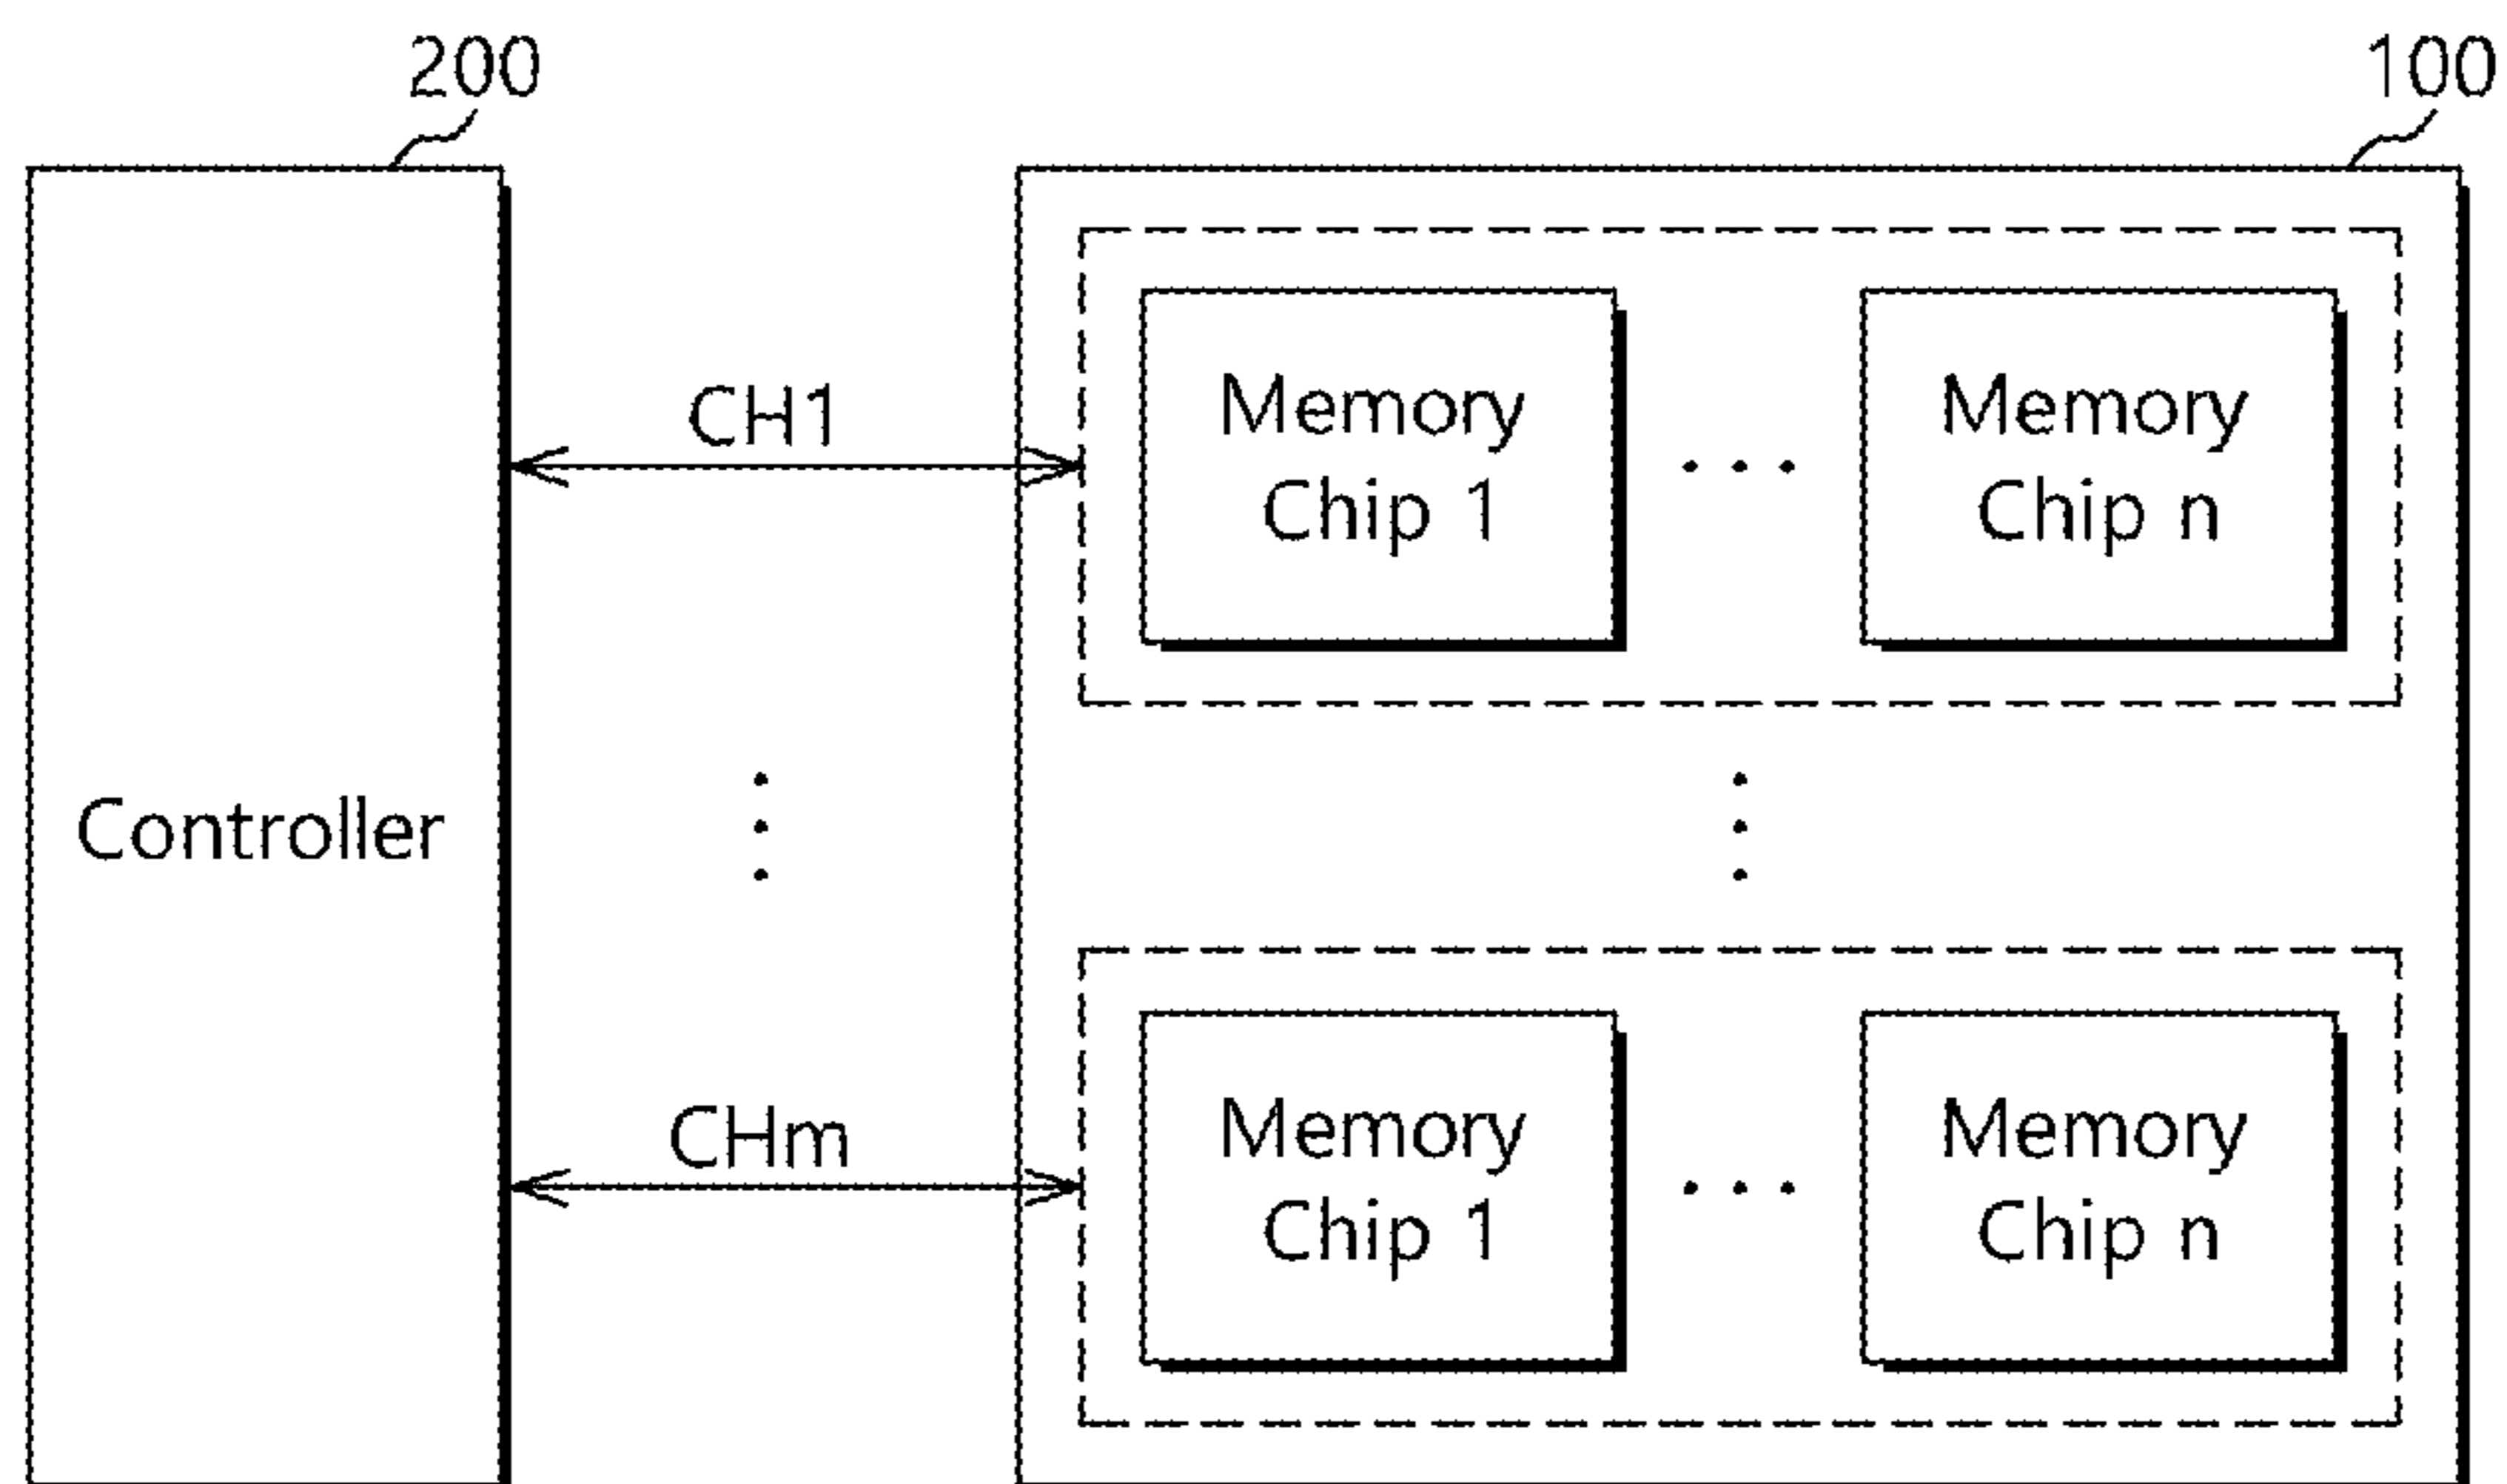 200
100
CH1
Memory
Chip 1
Memory
Chip n
Controller
CHm
Memory
Chip 1
Memory
Chip n